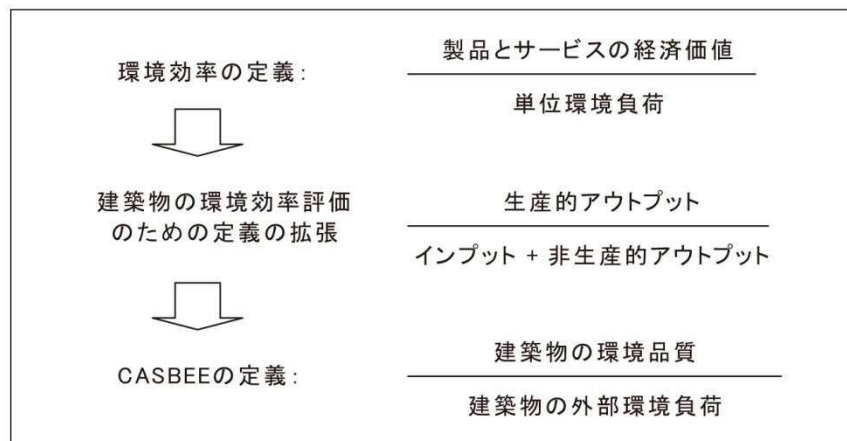 環境効率の定義:
製品とサービスの経済価値
単位環境負荷
建築物の環境効率評価
のための定義の拡張
生産的アウトプット
インプット + 非生産的アウトプット
CASBEEの定義:
建築物の環境品質
建築物の外部環境負荷